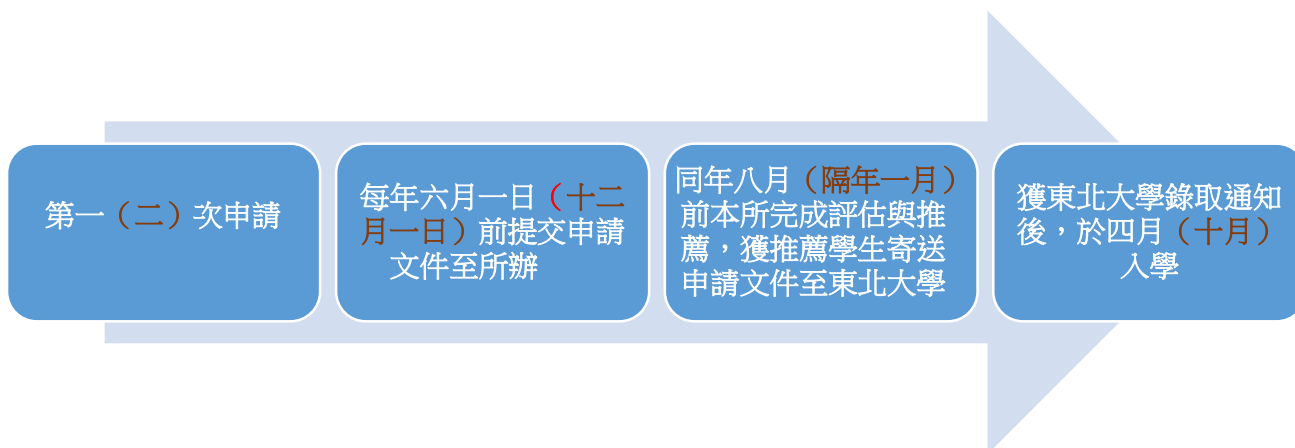 第一（二）次申請
每年六月一日（十二
月一日）前提交申請
文件至所辦
同年八月（隔年一月）
前本所完成評估與推
薦，獲推薦學生寄送
申請文件至東北大學
獲東北大學錄取通知
後，於四月（十月）
入學